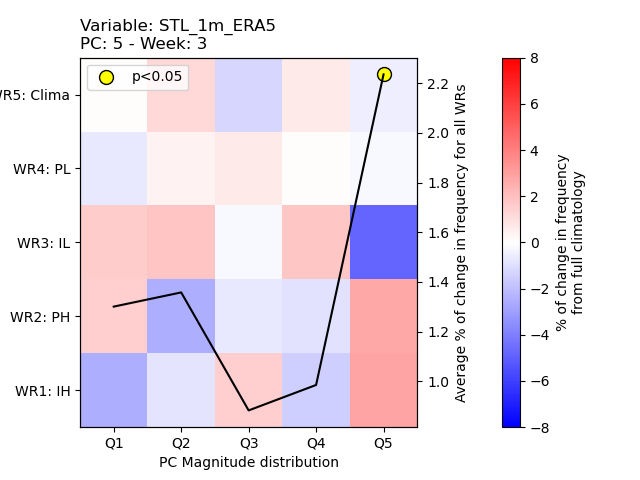 Variable: STL_1m_ERA5
PC: 5 - Week: 3
p<0.05
WR5: Clima
WR4: PL
WR3: IL
WR2: PH
WR1: IH
Q1 Q2 Q3 Q4 Q5
PC Magnitude distribution
2.2
2.0
1.8
1.6
1.4
1.2
1.0
Average % of change in frequency for all WRs
8
6
4
2
0
−2
−4
−6
−8
% of change in frequency
from full climatology